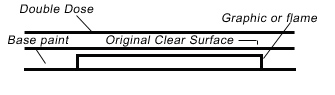 Double Dose
Graphic or flame
Base paint
Original Clear Surface